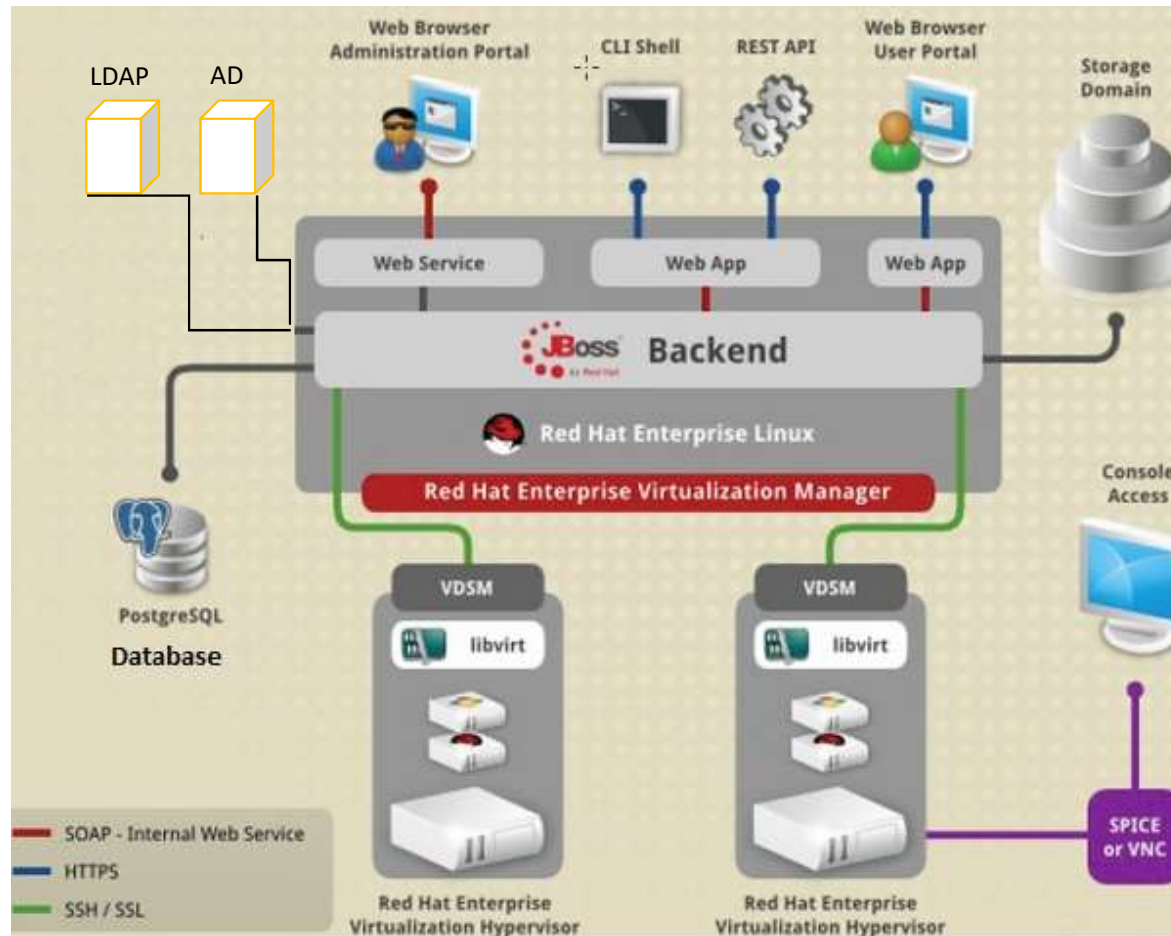 Web Browser
Administration Portal
CLI Shell
REST API
Web Browser
User Portal
Storage
Domain
LDAP
AD
Web Service
Web App
Web App
JBoss
by Red Hat
Backend
Red Hat Enterprise Linux
Red Hat Enterprise Virtualization Manager
Console
Access
PostgreSQL
Database
VDSM
libvirt
VDSM
libvirt
SOAP - Internal Web Service
HTTPS
SSH / SSL
SPICE
or VNC
Red Hat Enterprise
Virtualization Hypervisor
Red Hat Enterprise
Virtualization Hypervisor